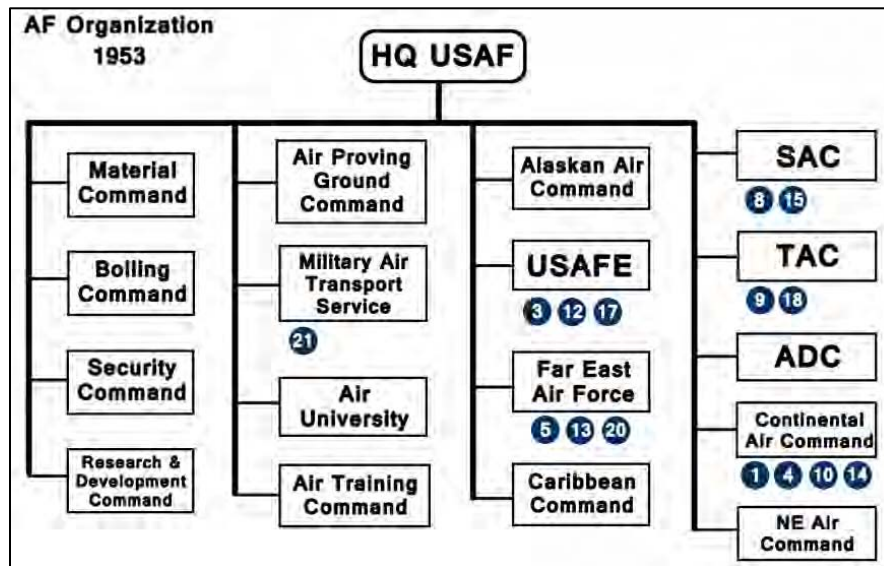 AF Organization
1953
HQ USAF
Material
Command
Bolling
Command
Security
Command
Research &
Development
Command
Air Proving
Ground
Command
Military Air
Transport
Service
21
Air
University
Air Training
Command
Alaskan Air
Command
USAFE
3 12 17
Far East
Air Force
5 13 20
Caribbean
Command
SAC
8 15
TAC
9 18
ADC
Continental
Air Command
1 4 10 14
NE Air
Command